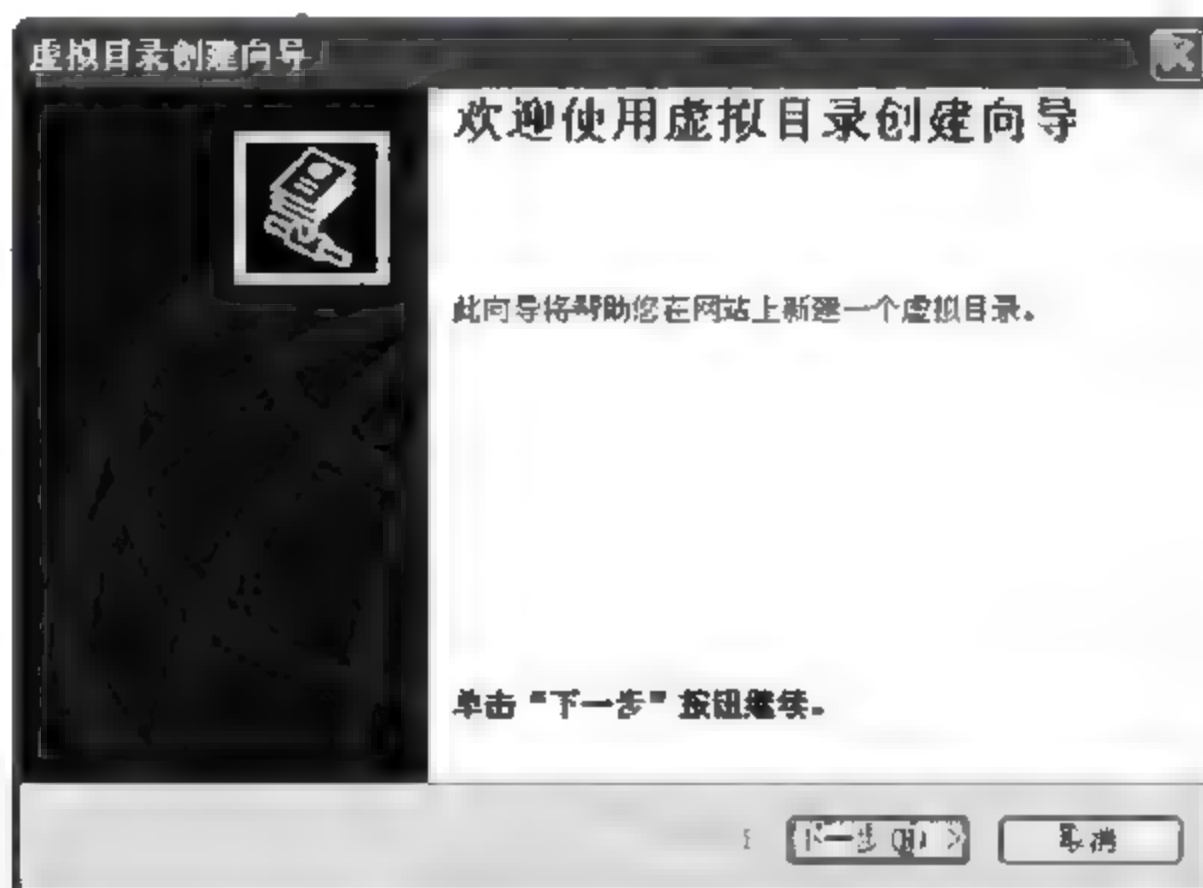 虚拟目录创建向导
欢迎使用虚拟目录创建向导
此向导将帮助您在网站上新建一个虚拟目录。
单击“下一步”按钮继续。
下一步(N) >
取消